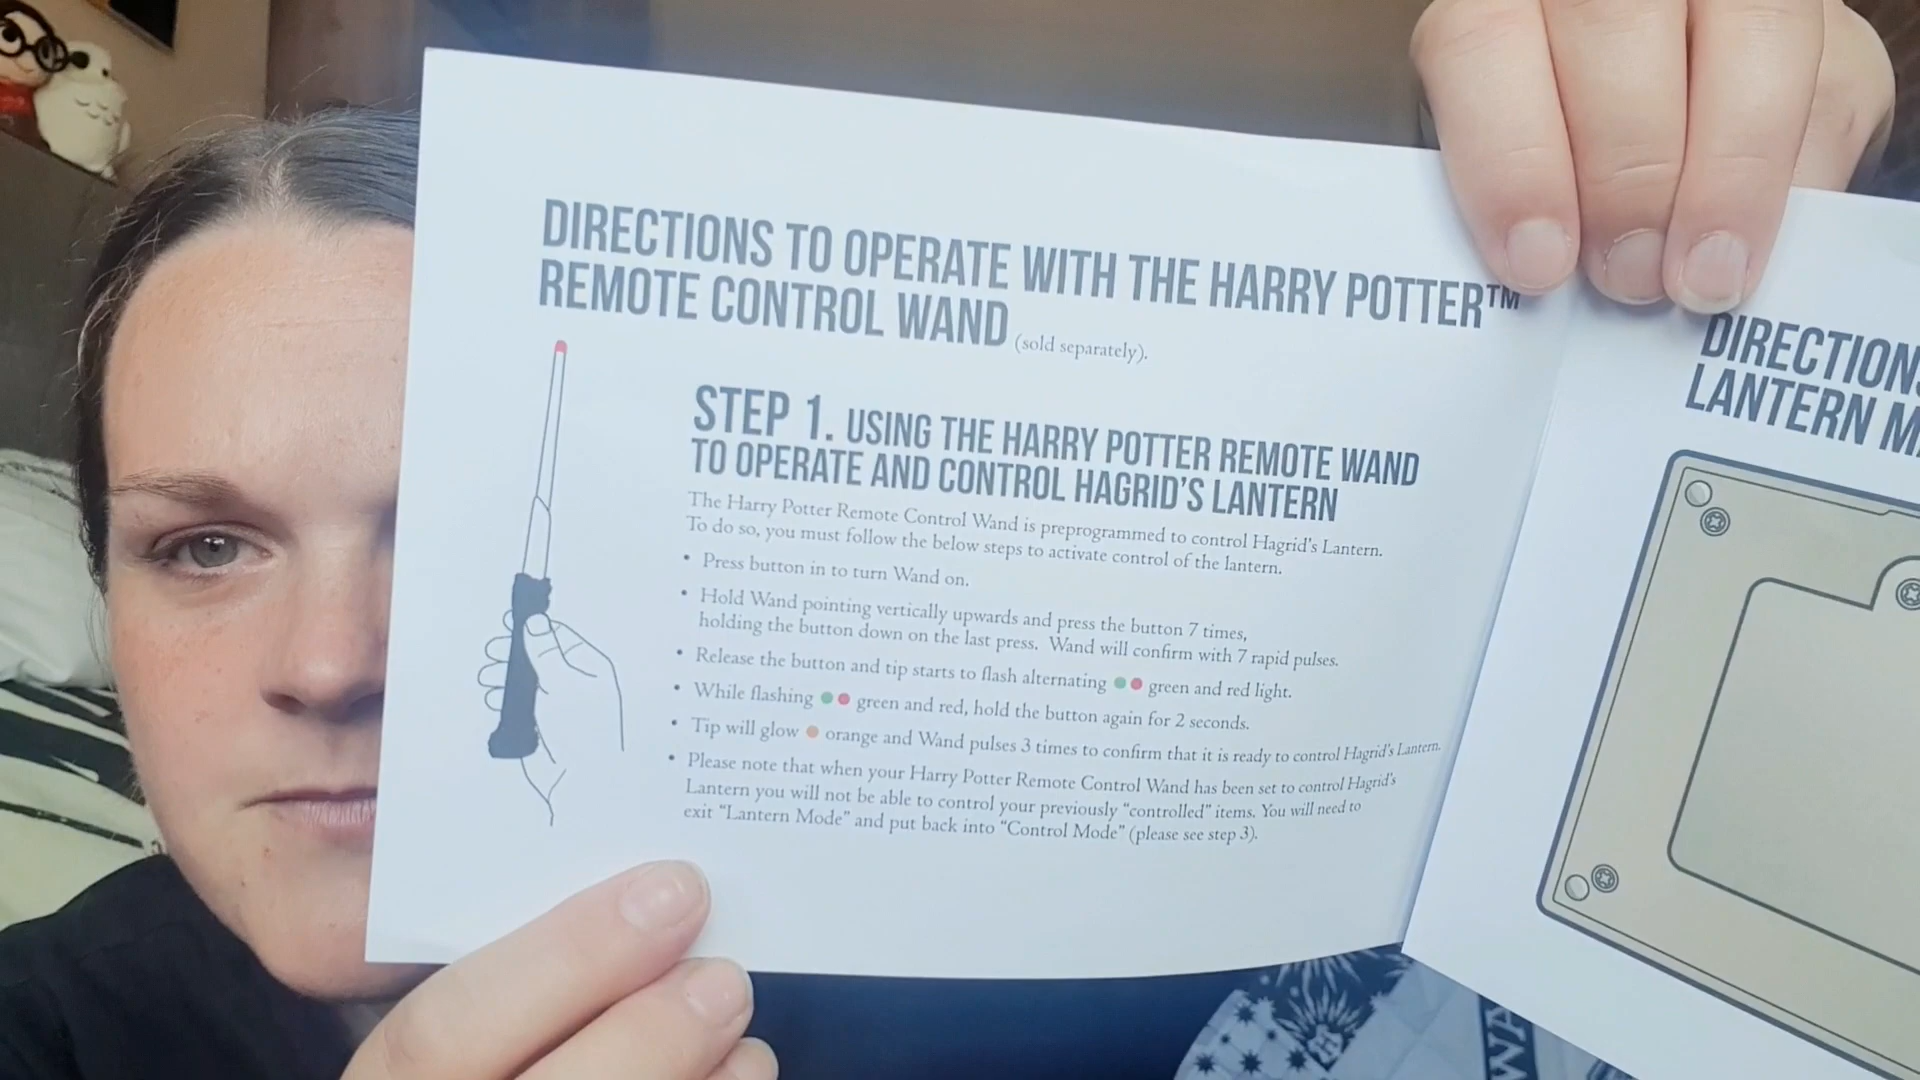 DIRECTIONS TO OPERATE WITH THE HARRY POTTER™
REMOTE CONTROL WAND (sold separately).
STEP 1. USING THE HARRY POTTER REMOTE WAND
TO OPERATE AND CONTROL HAGRID'S LANTERN
The Harry Potter Remote Control Wand is preprogrammed to control Hagrid's Lantern.
To do so, you must follow the below steps to activate control of the lantern.
• Press button in to turn Wand on.
• Hold Wand pointing vertically upwards and press the button 7 times,
holding the button down on the last press. Wand will confirm with 7 rapid pulses.
• Release the button and tip starts to flash alternating green and red light.
• While flashing green and red, hold the button again for 2 seconds.
• Tip will glow orange and Wand pulses 3 times to confirm that it is ready to control Hagrid's Lantern.
• Please note that when your Harry Potter Remote Control Wand has been set to control Hagrid's
Lantern you will not be able to control your previously "controlled" items. You will need to
exit "Lantern Mode" and put back into "Control Mode" (please see step 3).
DIRECTIONS
LANTERN